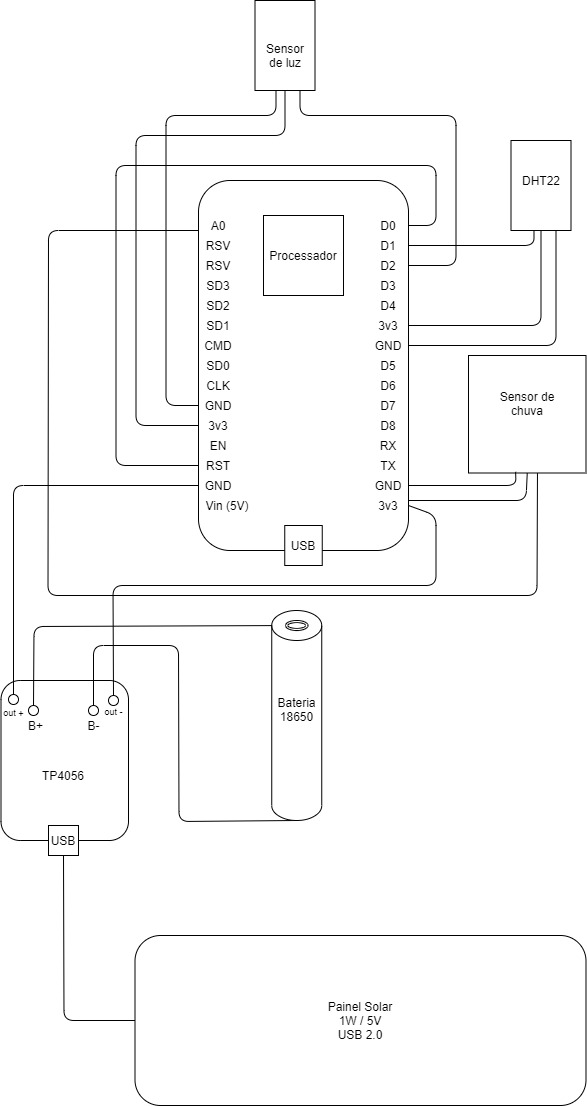 Sensor
de luz
DHT22
Processador
A0
RSV
RSV
SD3
SD2
SD1
CMD
SD0
CLK
GND
3v3
EN
RST
GND
Vin (5V)
D0
D1
D2
D3
D4
3v3
GND
D5
D6
D7
D8
RX
TX
GND
3v3
USB
Sensor de
chuva
out +
B+
B-
out -
TP4056
USB
Bateria
18650
Painel Solar
1W / 5V
USB 2.0